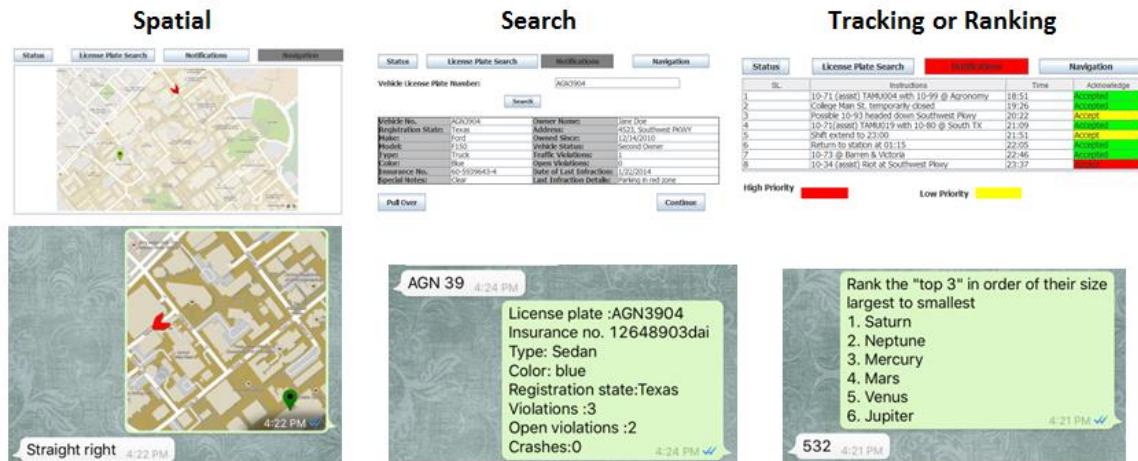 Spatial
Search
Tracking or Ranking
Status License Plate Search Notifications Navigation
Status License Plate Search Notifications Navigation
Vehicle License Plate Number: AGN3904
Search
Vehicle No. AGN3904 Owner Name: Jane Doe
Registration State: Texas Address: 4523, Southwest PKWY
Make: Ford Owned Since: 12/14/2010
Model: F150 Vehicle Status: Second Owner
Type: Truck Traffic Violations: 1
Color: Blue Open Violations: 0
Insurance No. 60-5939643-4 Date of Last Infraction: 1/22/2014
Special Notes: Clear Last Infraction Details: Parking in red zone
Pull Over Continue
Status License Plate Search Notifications Navigation
SL. Instructions Time Acknowledge
1 10-71 (assist) TAMU004 with 10-99 @ Agronomy 18:51 Accepted
2 College Man St. temporarily closed 19:26 Accepted
3 Possible 10-93 headed down Southwest Pkwy 20:22 Accept
4 10-71(assist) TAMU019 with 10-80 @ South TX 21:09 Accepted
5 Shift extend to 23:00 21:51 Accept
6 Return to station at 01:15 22:05 Accepted
7 10-73 @ Barren & Victoria 22:46 Accepted
8 10-34 (assist) Riot at Southwest Pkwy 23:37
High Priority Low Priority
4:22 PM
Straight right 4:22 PM
AGN 39 4:24 PM
License plate :AGN3904
Insurance no. 12648903dai
Type: Sedan
Color: blue
Registration state:Texas
Violations :3
Open violations :2
Crashes:0 4:24 PM
Rank the "top 3" in order of their size
largest to smallest
1. Saturn
2. Neptune
3. Mercury
4. Mars
5. Venus
6. Jupiter
4:21 PM
532 4:21 PM